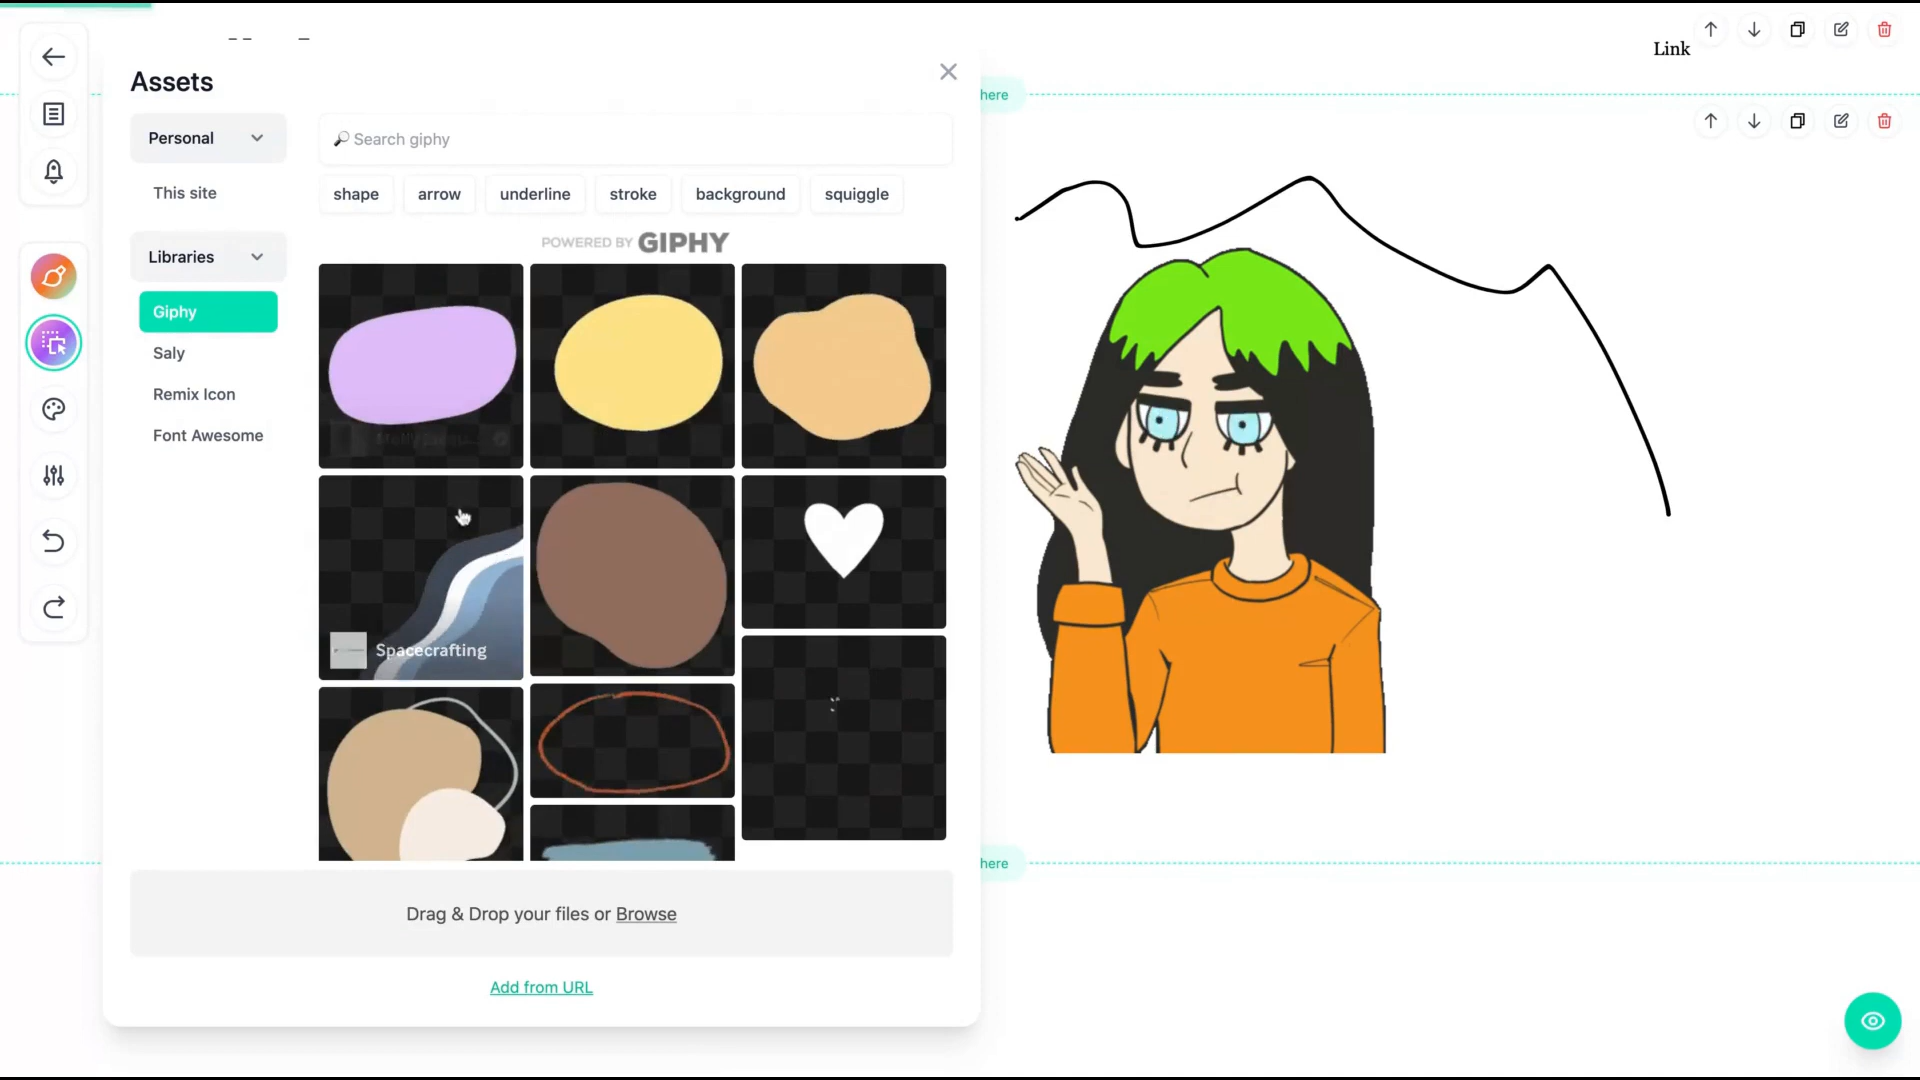 Link
Assets
here
Personal
🔎 Search giphy
This site
shape
arrow
underline
stroke
background
squiggle
POWERED BY GIPHY
Libraries
Giphy
Saly
Remix Icon
Font Awesome
Spacecrafting
here
Drag & Drop your files or Browse
Add from URL